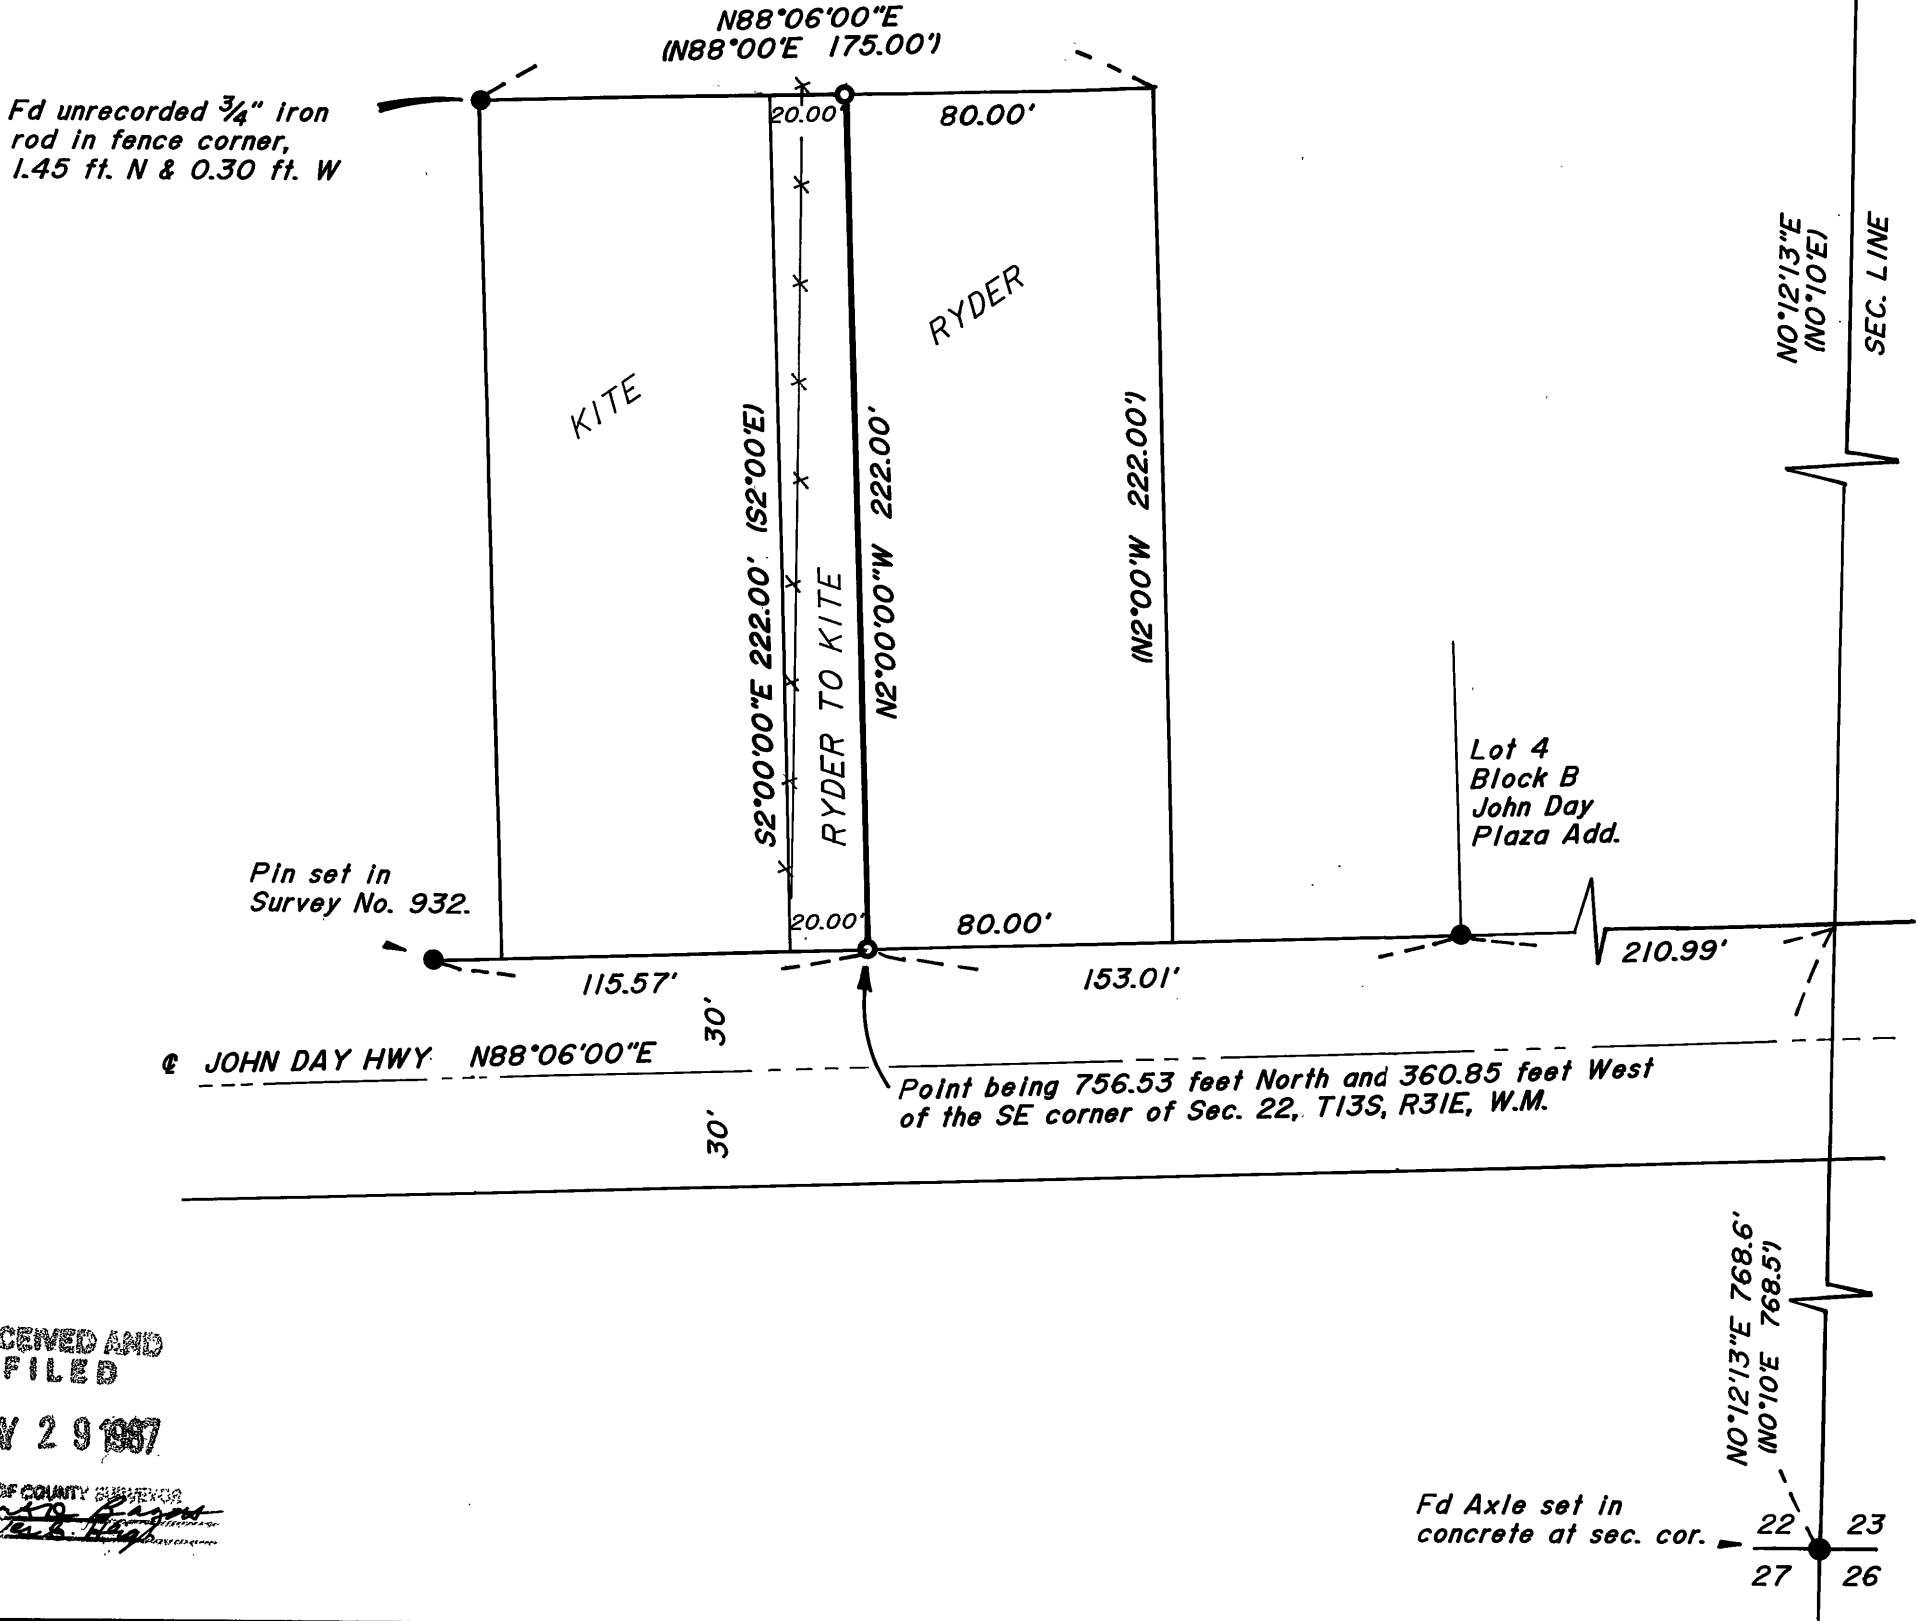 N88°06'00"E
(N88°00'E 175.00')
Fd unrecorded 3/4" iron
rod in fence corner,
1.45 ft. N & 0.30 ft. W
20.00'
80.00'
KITE
RYDER
S2°00'00"E 222.00' (S2°00'E)
RYDER TO KITE
N2°00'00"W 222.00'
(N2°00'W 222.00')
N0°12'13"E
(N0°10'E)
SEC. LINE
Lot 4
Block B
John Day
Plaza Add.
Pin set in
Survey No. 932.
20.00'
80.00'
115.57'
153.01'
210.99'
30'
℄ JOHN DAY HWY N88°06'00"E
30'
Point being 756.53 feet North and 360.85 feet West
of the SE corner of Sec. 22, T13S, R31E, W.M.
N0°12'13"E 768.6'
(N0°10'E 768.5')
CEIVED AND
FILED
V 29 1987
OF COUNTY SURVEYOR
Fd Axle set in
concrete at sec. cor.
22 23
27 26